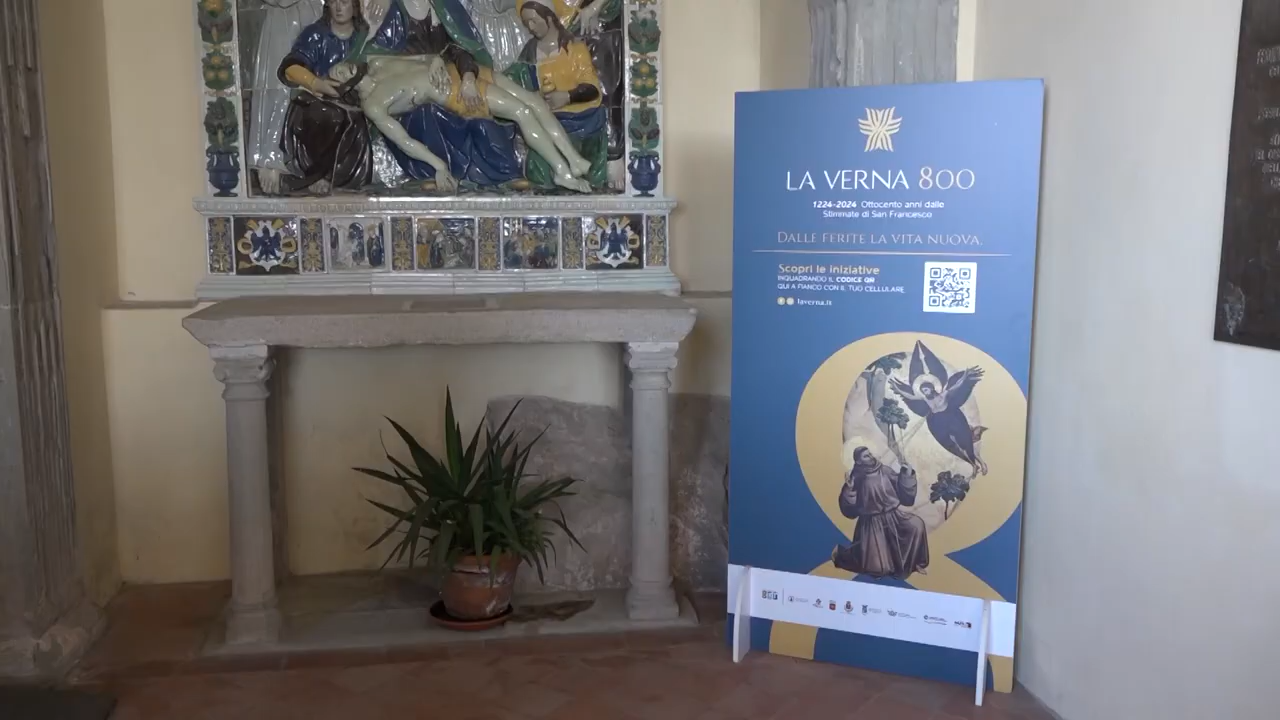 LA VERNA 800
1224-2024 Ottocento anni dalle
Stimmate di San Francesco
DALLE FERITE LA VITA NUOVA.
Scopri le iniziative
INQUADRANDO IL CODICE QR
QUI A FIANCO CON IL TUO CELLULARE
laverna.it